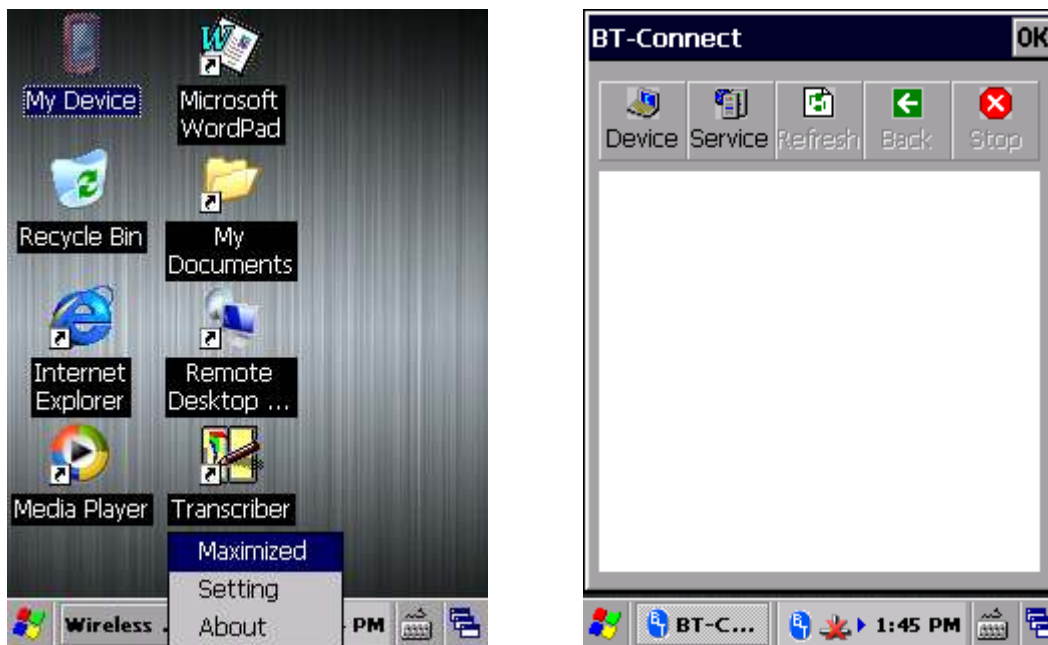 My Device
Microsoft
WordPad
Recycle Bin
My
Documents
Internet
Explorer
Remote
Desktop ...
Media Player
Transcriber
Maximized
Setting
About
Wireless .
PM
BT-Connect
OK
Device
Service
Refresh
Back
Stop
BT-C...
1:45 PM